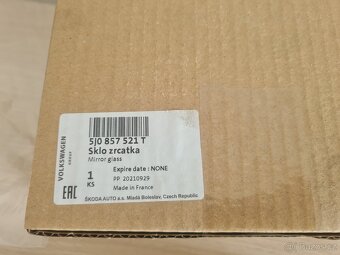 VOLKSWAGEN
GROUP
5J0 857 521 T
Sklo zrcatka
Mirror glass
1
KS
Expire date : NONE
PP 20210929
Made in France
EAC
ŠKODA AUTO a.s. Mladá Boleslav, Czech Republic